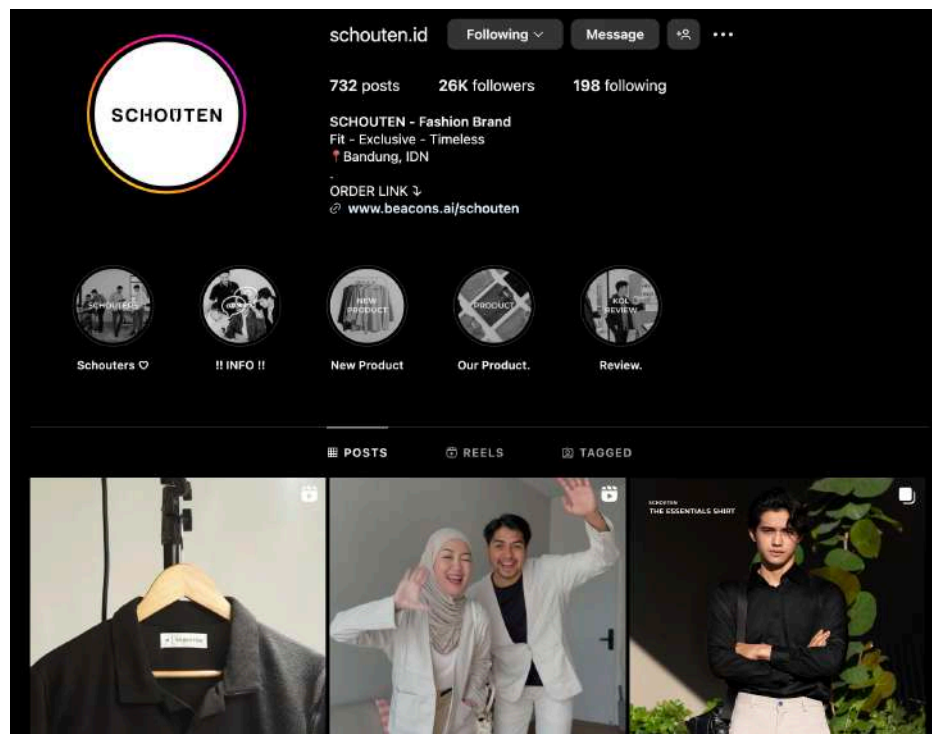 schouten.id Following Message
732 posts 26K followers 198 following
SCHOUTEN
SCHOUTEN - Fashion Brand
Fit - Exclusive - Timeless
Bandung, IDN
.
ORDER LINK
www.beacons.ai/schouten
SCHOUTERS
NEW
PRODUCT
PRODUCT
KOL
REVIEW
Schouters !! INFO !! New Product Our Product. Review.
POSTS REELS TAGGED
SCHOUTEN
THE ESSENTIALS SHIRT